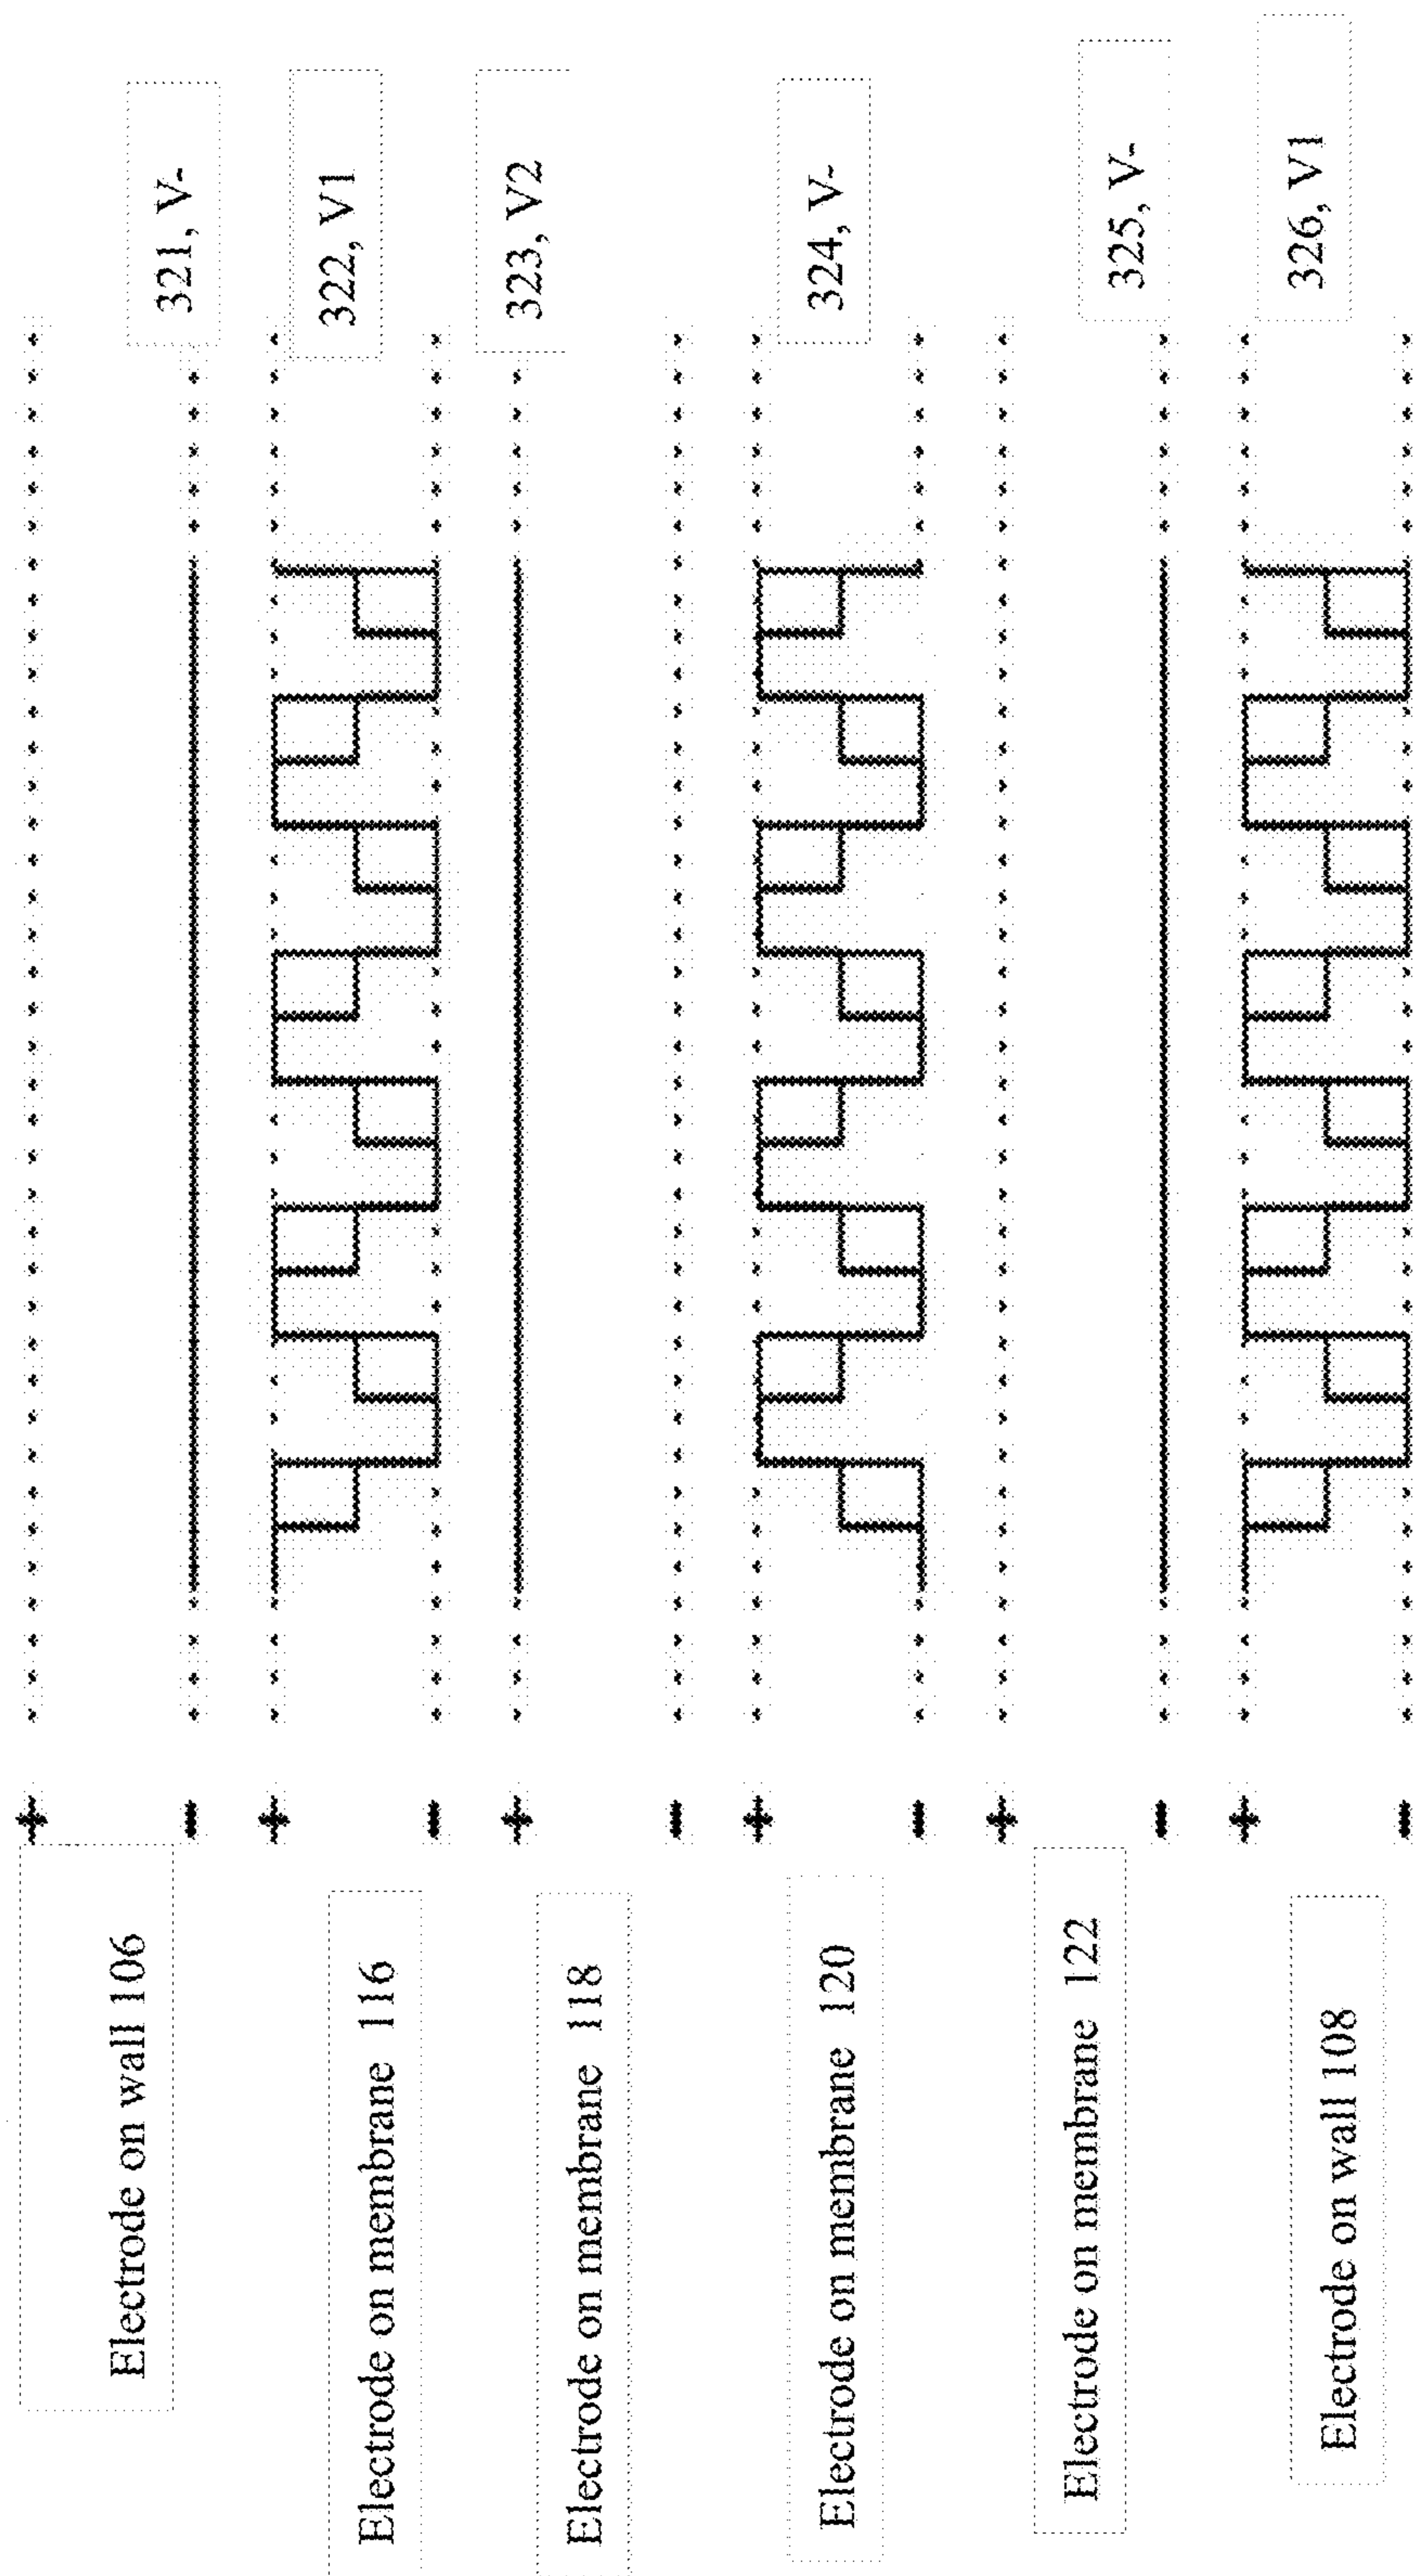 Electrode on wall 106
+
-
321, V-
Electrode on membrane 116
+
-
322, V1
Electrode on membrane 118
+
-
323, V2
Electrode on membrane 120
+
-
324, V-
Electrode on membrane 122
+
-
325, V-
Electrode on wall 108
+
-
326, V1